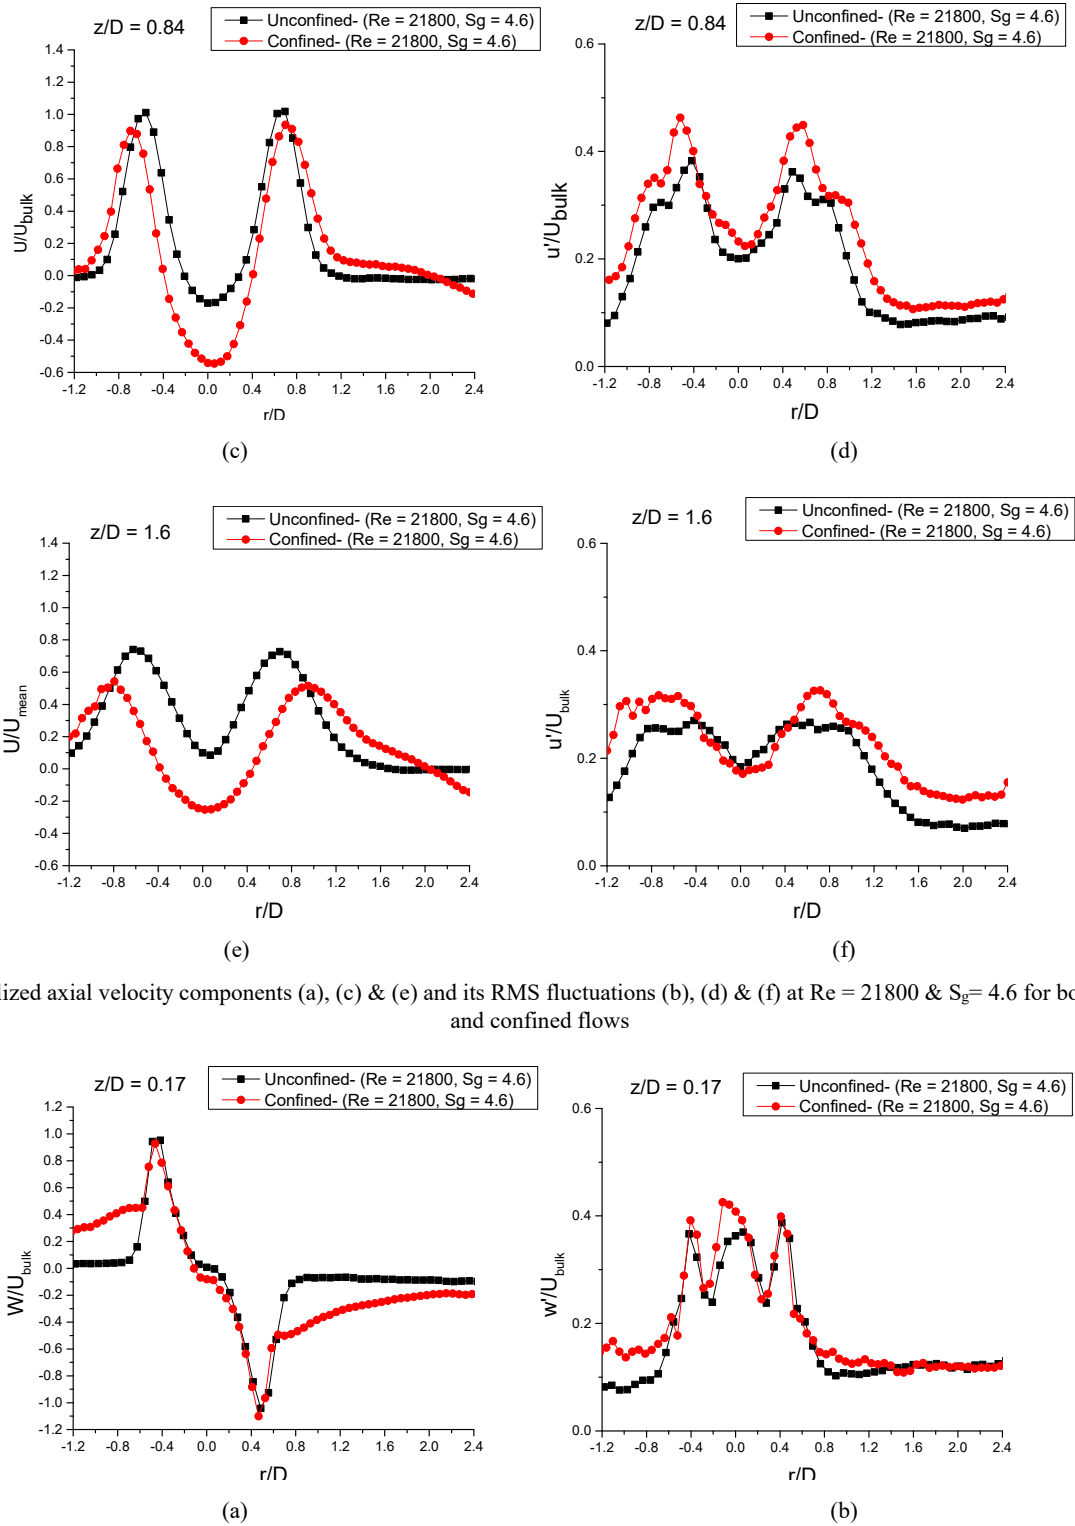 z/D = 0.84
Unconfined- (Re = 21800, Sg = 4.6)
Confined- (Re = 21800, Sg = 4.6)
1.4
1.2
1.0
0.8
0.6
0.4
0.2
0.0
-0.2
-0.4
-0.6
U/Ubulk
-1.2 -0.8 -0.4 0.0 0.4 0.8 1.2 1.6 2.0 2.4
r/D
(c)
z/D = 0.84
Unconfined- (Re = 21800, Sg = 4.6)
Confined- (Re = 21800, Sg = 4.6)
0.6
0.4
0.2
0.0
u'/Ubulk
-1.2 -0.8 -0.4 0.0 0.4 0.8 1.2 1.6 2.0 2.4
r/D
(d)
z/D = 1.6
Unconfined- (Re = 21800, Sg = 4.6)
Confined- (Re = 21800, Sg = 4.6)
1.4
1.2
1.0
0.8
0.6
0.4
0.2
0.0
-0.2
-0.4
-0.6
U/Umean
-1.2 -0.8 -0.4 0.0 0.4 0.8 1.2 1.6 2.0 2.4
r/D
(e)
z/D = 1.6
Unconfined- (Re = 21800, Sg = 4.6)
Confined- (Re = 21800, Sg = 4.6)
0.6
0.4
0.2
0.0
u'/Ubulk
-1.2 -0.8 -0.4 0.0 0.4 0.8 1.2 1.6 2.0 2.4
r/D
(f)
lized axial velocity components (a), (c) & (e) and its RMS fluctuations (b), (d) & (f) at Re = 21800 & Sg= 4.6 for bo
and confined flows
z/D = 0.17
Unconfined- (Re = 21800, Sg = 4.6)
Confined- (Re = 21800, Sg = 4.6)
1.2
1.0
0.8
0.6
0.4
0.2
0.0
-0.2
-0.4
-0.6
-0.8
-1.0
-1.2
W/Ubulk
-1.2 -0.8 -0.4 0.0 0.4 0.8 1.2 1.6 2.0 2.4
r/D
(a)
z/D = 0.17
Unconfined- (Re = 21800, Sg = 4.6)
Confined- (Re = 21800, Sg = 4.6)
0.6
0.4
0.2
0.0
w'/Ubulk
-1.2 -0.8 -0.4 0.0 0.4 0.8 1.2 1.6 2.0 2.4
r/D
(b)